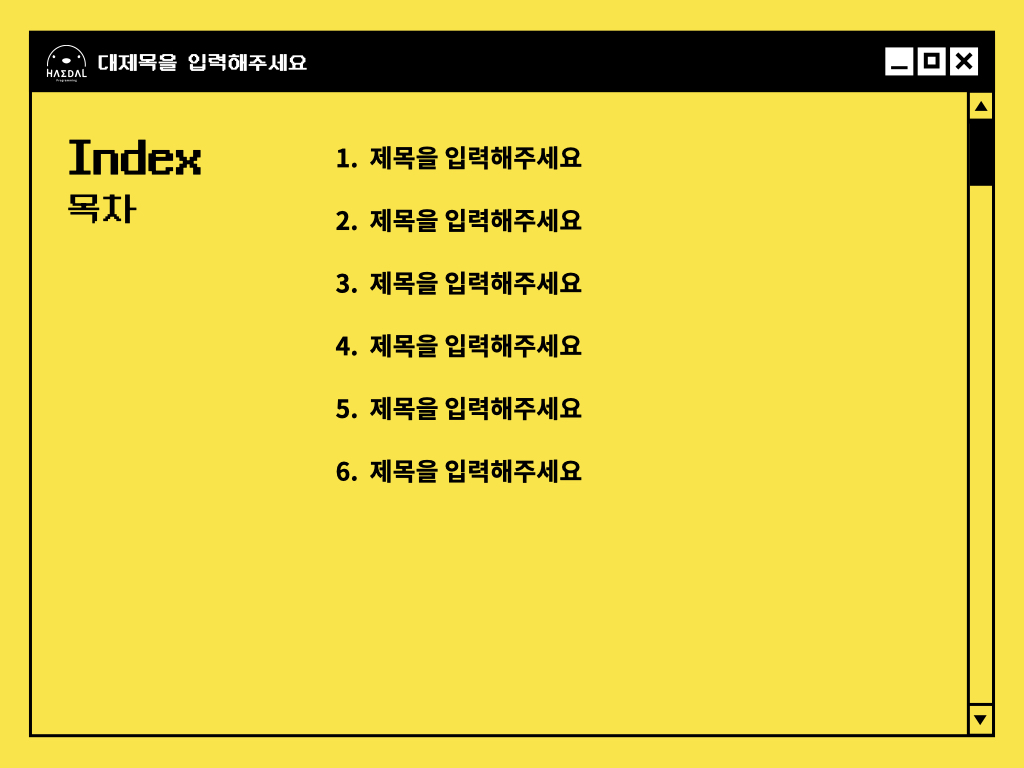 HAΣDAL
Programming
대제목을 입력해주세요
Index
목차
1. 제목을 입력해주세요
2. 제목을 입력해주세요
3. 제목을 입력해주세요
4. 제목을 입력해주세요
5. 제목을 입력해주세요
6. 제목을 입력해주세요